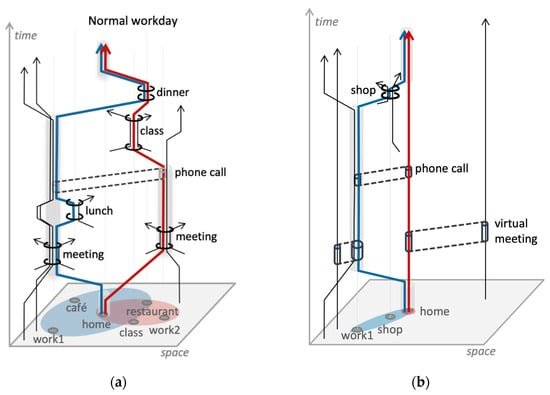 Normal workday
time
dinner
class
phone call
lunch
meeting
meeting
café
home
restaurant
work1
class
work2
space
(a)
time
shop
phone call
virtual
meeting
home
shop
work1
space
(b)